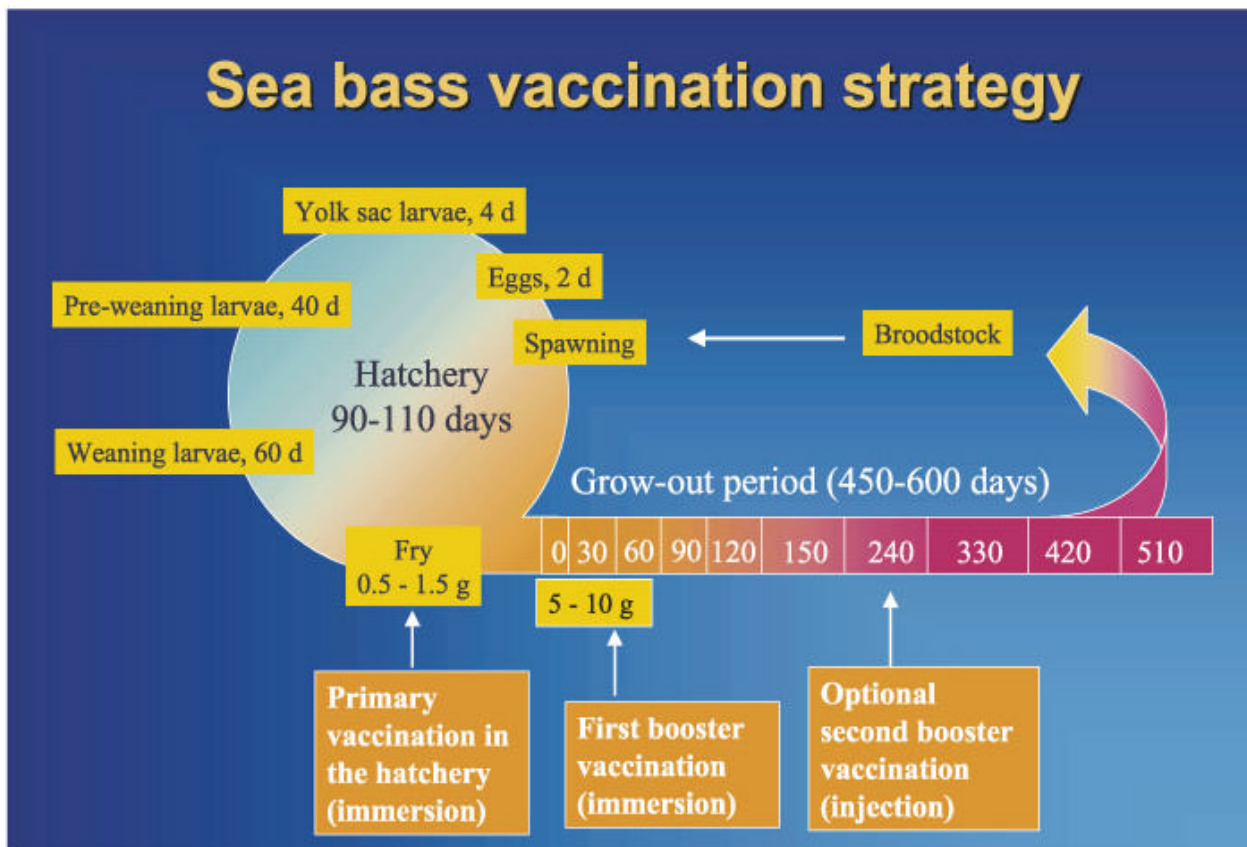 Sea bass vaccination strategy
Yolk sac larvae, 4 d
Eggs, 2 d
Pre-weaning larvae, 40 d
Spawning
Broodstock
Hatchery
90-110 days
Weaning larvae, 60 d
Grow-out period (450-600 days)
Fry
0.5 - 1.5 g
0 30 60 90 120 150 240 330 420 510
5 - 10 g
Primary
vaccination in
the hatchery
(immersion)
First booster
vaccination
(immersion)
Optional
second booster
vaccination
(injection)